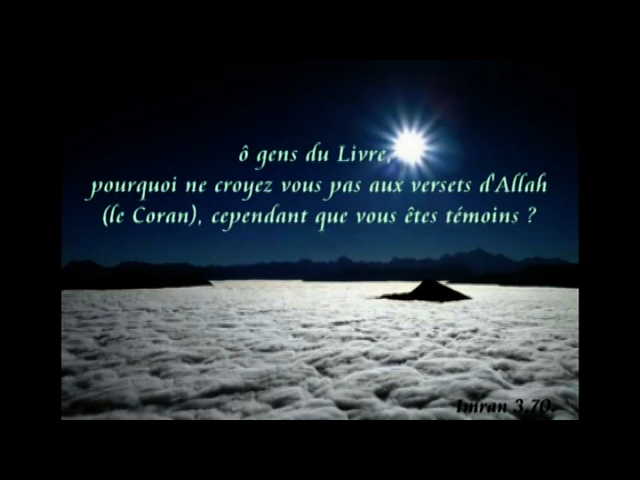 ô gens du Livre,
pourquoi ne croyez vous pas aux versets d'Allah
(le Coran), cependant que vous êtes témoins ?
Imran 3.70.